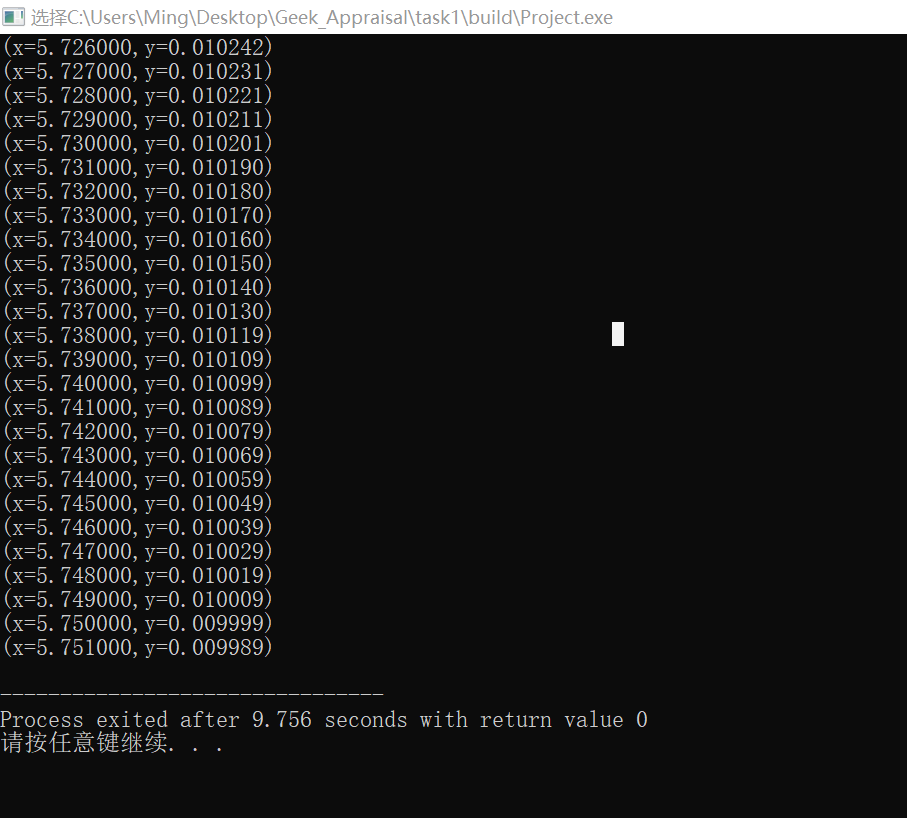 选择C:\Users\Ming\Desktop\Geek_Appraisal\task1\build\Project.exe
(x=5.726000,y=0.010242)
(x=5.727000,y=0.010231)
(x=5.728000,y=0.010221)
(x=5.729000,y=0.010211)
(x=5.730000,y=0.010201)
(x=5.731000,y=0.010190)
(x=5.732000,y=0.010180)
(x=5.733000,y=0.010170)
(x=5.734000,y=0.010160)
(x=5.735000,y=0.010150)
(x=5.736000,y=0.010140)
(x=5.737000,y=0.010130)
(x=5.738000,y=0.010119)
(x=5.739000,y=0.010109)
(x=5.740000,y=0.010099)
(x=5.741000,y=0.010089)
(x=5.742000,y=0.010079)
(x=5.743000,y=0.010069)
(x=5.744000,y=0.010059)
(x=5.745000,y=0.010049)
(x=5.746000,y=0.010039)
(x=5.747000,y=0.010029)
(x=5.748000,y=0.010019)
(x=5.749000,y=0.010009)
(x=5.750000,y=0.009999)
(x=5.751000,y=0.009989)
--------------------------------
Process exited after 9.756 seconds with return value 0
请按任意键继续. . .